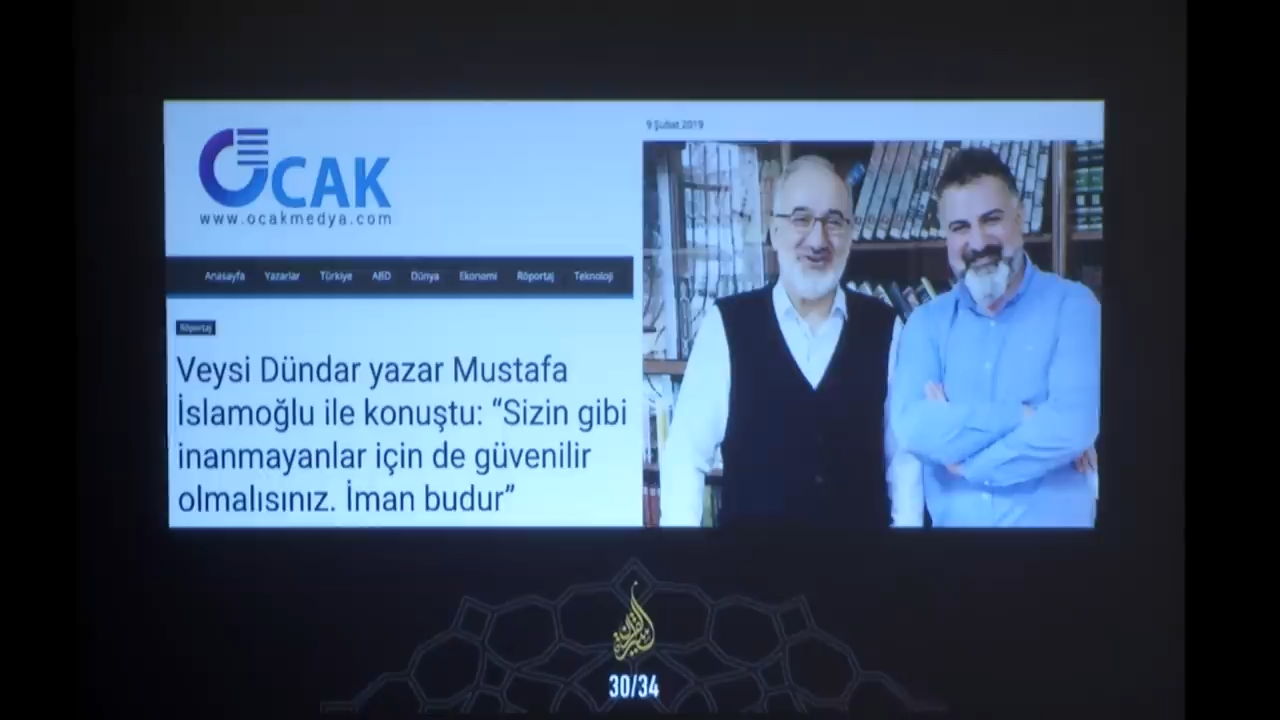 OCAK
www.ocakmedya.com
9 Şubat 2019
Anasayfa Yazarlar Türkiye ABD Dünya Ekonomi Röportaj Teknoloji
Röportaj
Veysi Dündar yazar Mustafa
İslamoğlu ile konuştu: “Sizin gibi
inanmayanlar için de güvenilir
olmalısınız. İman budur”
30/34